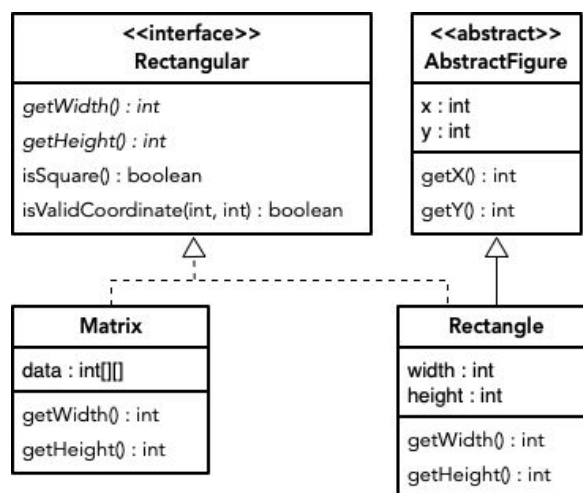 <<interface>>
Rectangular
getWidth() : int
getHeight() : int
isSquare() : boolean
isValidCoordinate(int, int) : boolean
<<abstract>>
AbstractFigure
x : int
y : int
getX() : int
getY() : int
Matrix
data : int[][]
getWidth() : int
getHeight() : int
Rectangle
width : int
height : int
getWidth() : int
getHeight() : int